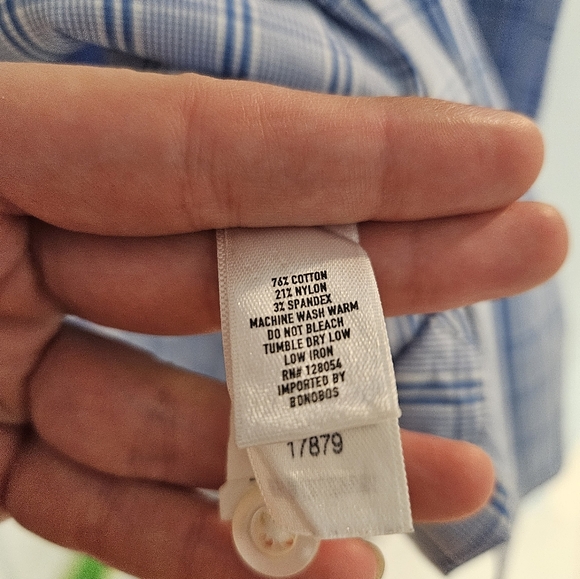 76% COTTON
21% NYLON
3% SPANDEX
MACHINE WASH WARM
DO NOT BLEACH
TUMBLE DRY LOW
LOW IRON
RN# 128054
IMPORTED BY
BONOBOS
17879